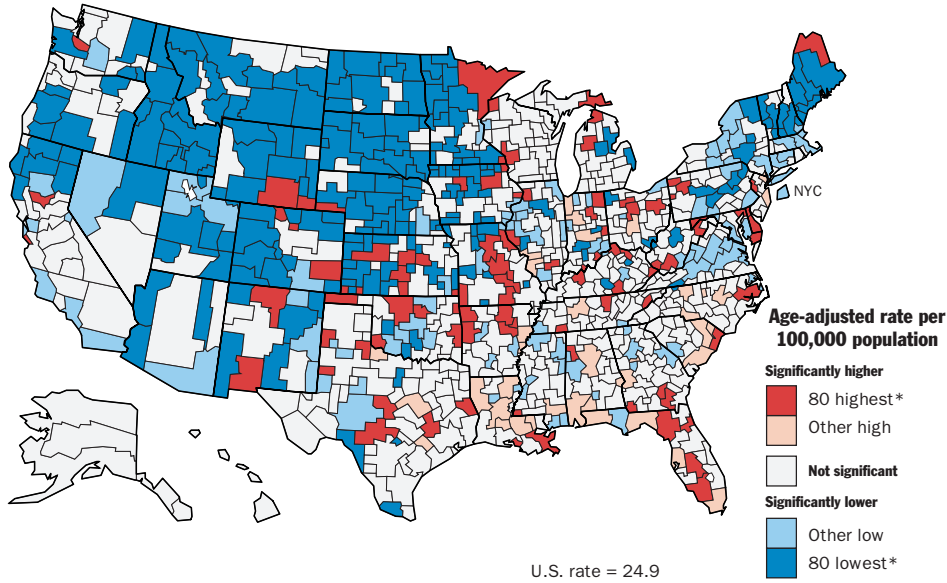 NYC
Age-adjusted rate per
100,000 population
Significantly higher
80 highest*
Other high
Not significant
Significantly lower
Other low
80 lowest*
U.S. rate = 24.9